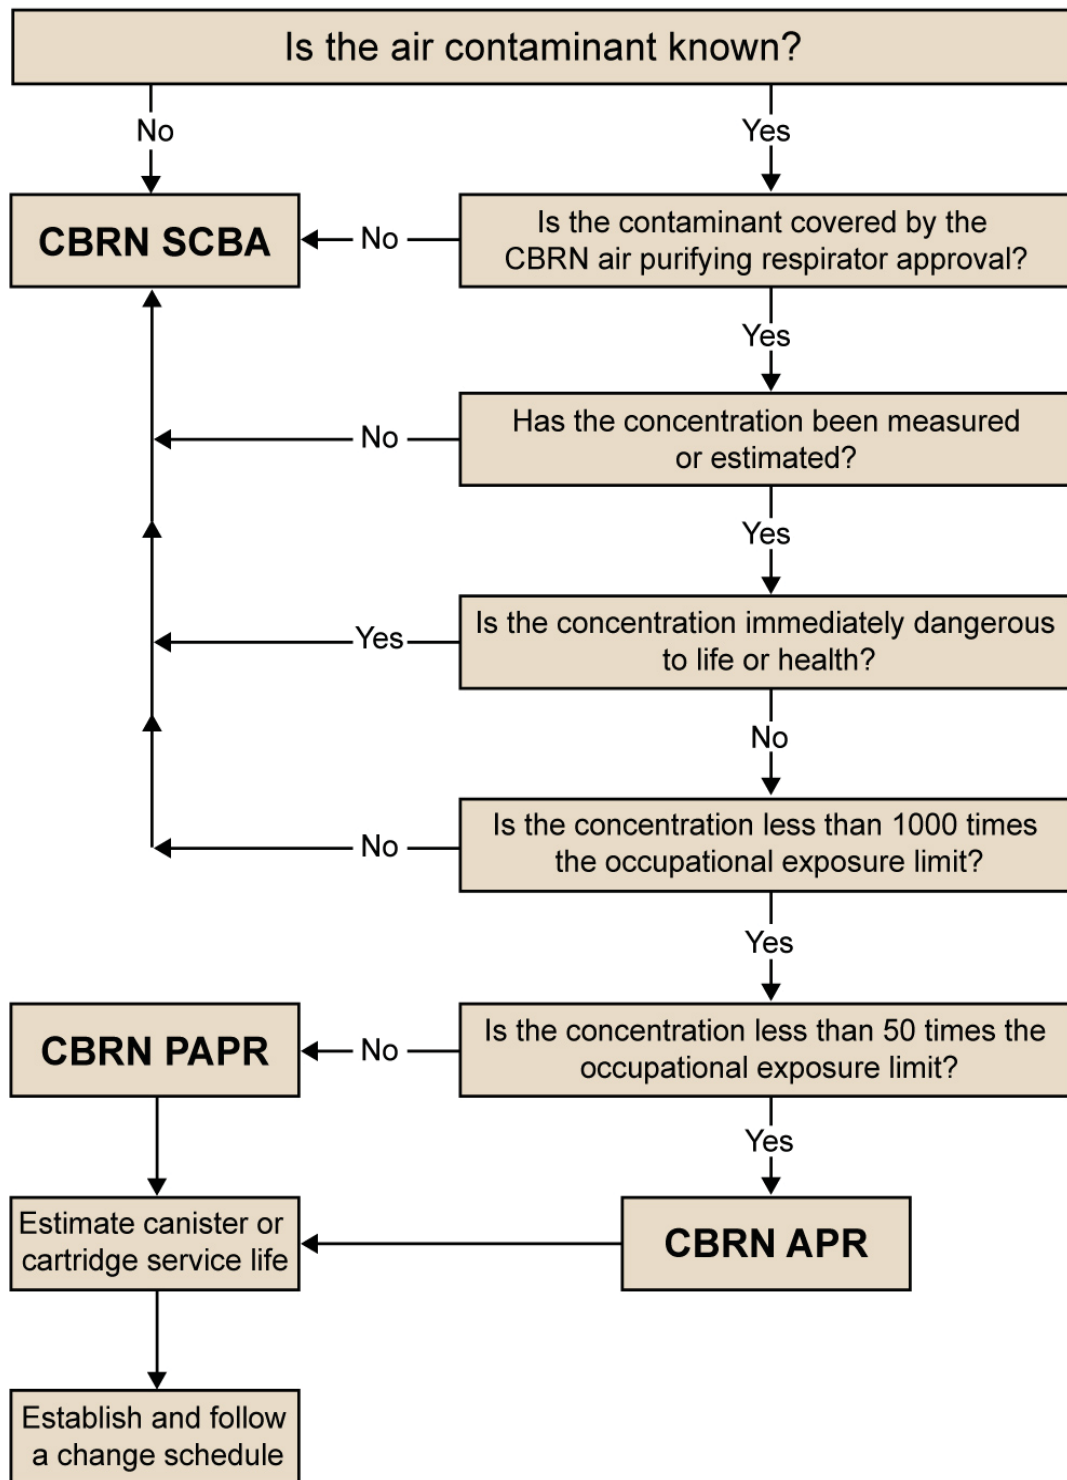 Is the air contaminant known?
No
Yes
CBRN SCBA
No
Is the contaminant covered by the
CBRN air purifying respirator approval?
Yes
No
Has the concentration been measured
or estimated?
Yes
Yes
Is the concentration immediately dangerous
to life or health?
No
No
Is the concentration less than 1000 times
the occupational exposure limit?
Yes
CBRN PAPR
No
Is the concentration less than 50 times the
occupational exposure limit?
Yes
Estimate canister or
cartridge service life
CBRN APR
Establish and follow
a change schedule